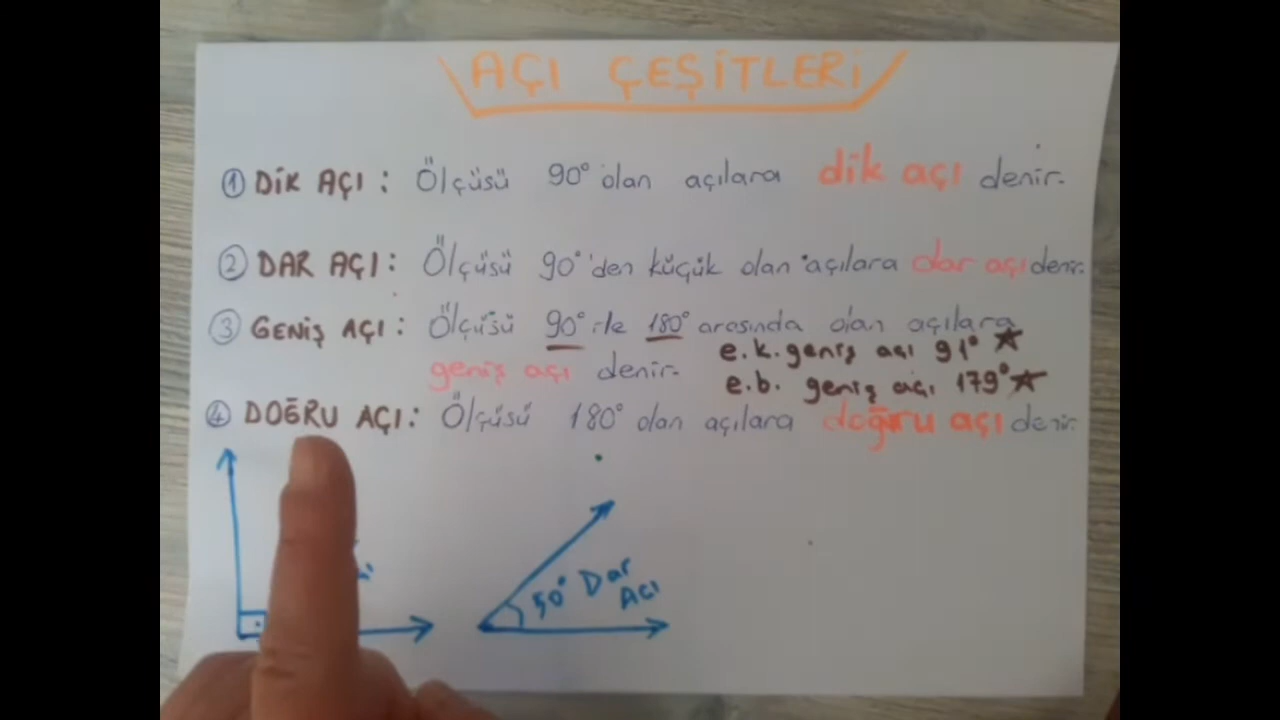 AÇI ÇEŞİTLERİ
① DİK AÇI : Ölçüsü 90° olan açılara dik açı denir.
② DAR AÇI : Ölçüsü 90°'den küçük olan açılara dar açı denir.
③ GENİŞ AÇI : Ölçüsü 90° ile 180° arasında olan açılara
geniş açı denir.
e.k. geniş açı 91° ★
e.b. geniş açı 179° ★
④ DOĞRU AÇI : Ölçüsü 180° olan açılara doğru açı denir.
50° Dar
AÇI